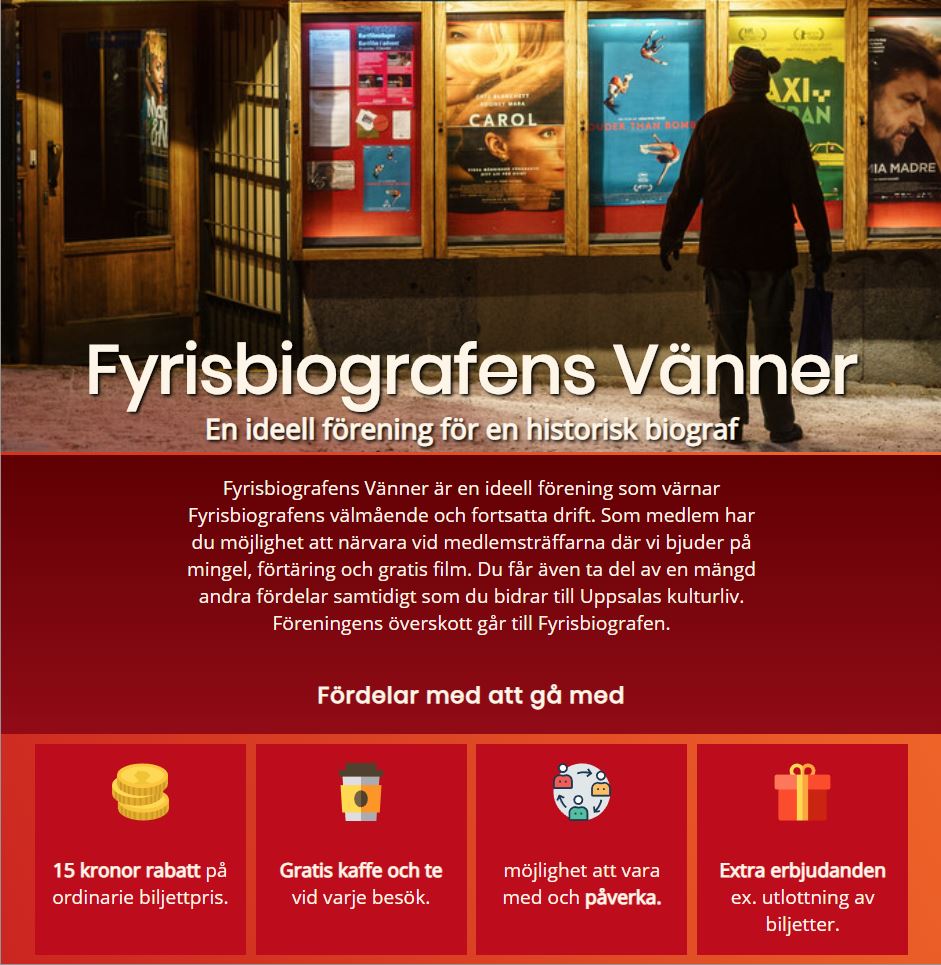 Kortfilmsdagen
CATE BLANCHETT
ROONEY MARA
CAROL
LOUDER THAN BOMBS
TAXI
MIA MADRE
Fyrisbiografens Vänner
En ideell förening för en historisk biograf
Fyrisbiografens Vänner är en ideell förening som värnar
Fyrisbiografens välmående och fortsatta drift. Som medlem har
du möjlighet att närvara vid medlemsträffarna där vi bjuder på
mingel, förtäring och gratis film. Du får även ta del av en mängd
andra fördelar samtidigt som du bidrar till Uppsalas kulturliv.
Föreningens överskott går till Fyrisbiografen.
Fördelar med att gå med
15 kronor rabatt på
ordinarie biljettpris.
Gratis kaffe och te
vid varje besök.
möjlighet att vara
med och påverka.
Extra erbjudanden
ex. utlottning av
biljetter.